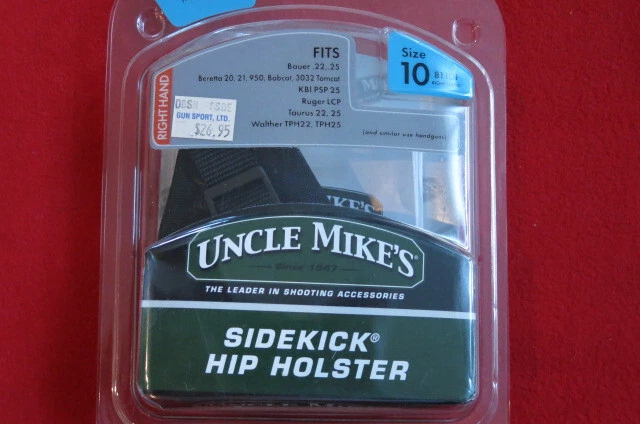 FITS
Bauer .22, .25
Beretta 20, 21, 950, Bobcat, 3032 Tomcat
KBI PSP 25
Ruger LCP
Taurus 22, 25
Walther TPH22, TPH25
(and similar size handguns)
Size
10
RIGHT HAND
GUN SPORT, LTD.
$26.95
IKE'S
UNCLE MIKE'S®
Since 1947
THE LEADER IN SHOOTING ACCESSORIES
SIDEKICK®
HIP HOLSTER